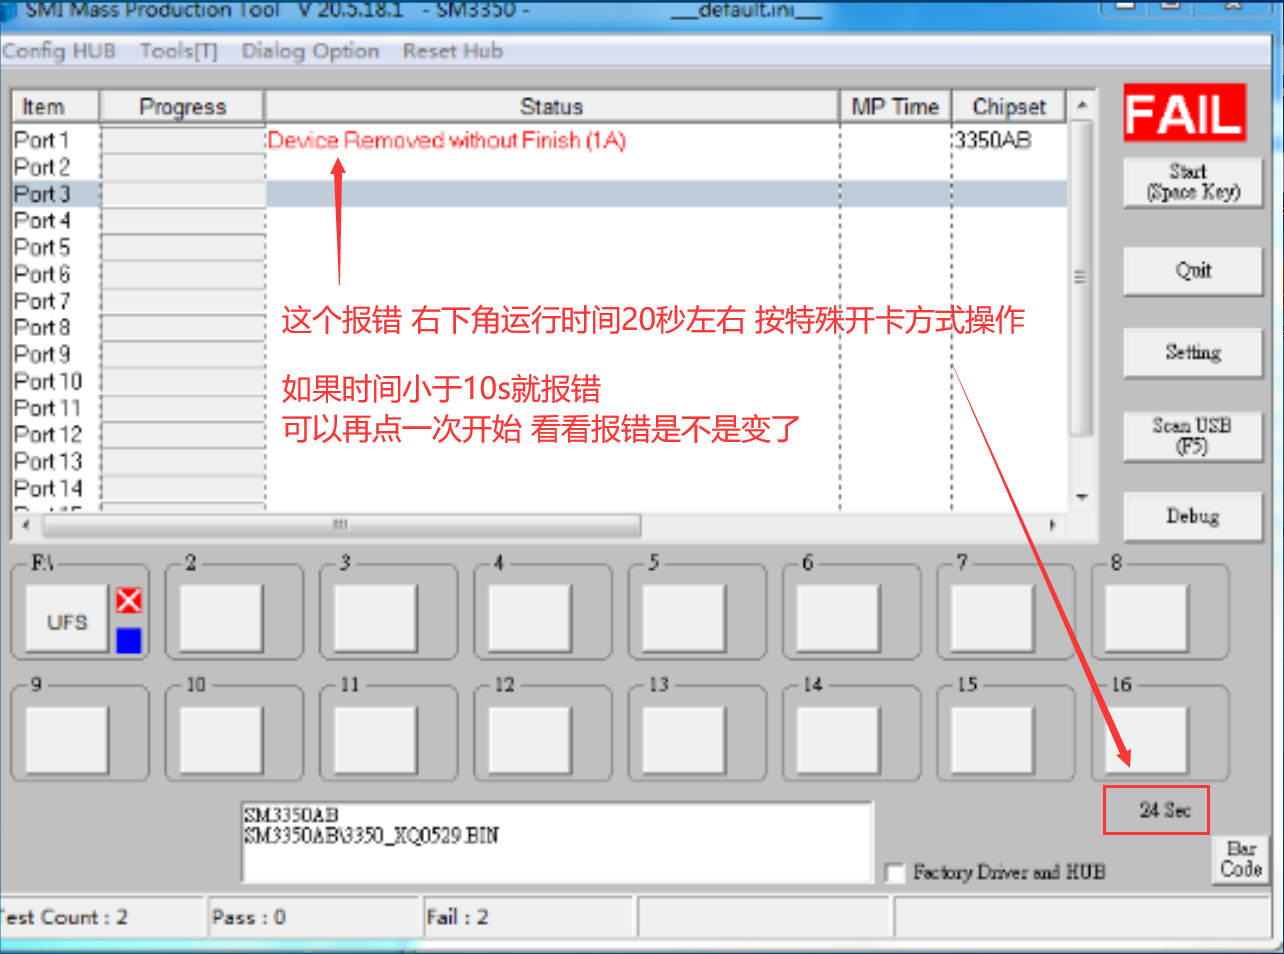 SMI Mass Production Tool V 20.5.18.1 - SM3350 - __default.ini__
Config HUB Tools[T] Dialog Option Reset Hub
Item Progress Status MP Time Chipset
FAIL
Port 1 Device Removed without Finish (1A) 3350AB
Port 2
Port 3
Port 4
Port 5
Port 6
Port 7
Port 8
Port 9
Port 10
Port 11
Port 12
Port 13
Port 14
Port 15
这个报错 右下角运行时间20秒左右 按特殊开卡方式操作
如果时间小于10s就报错
可以再点一次开始 看看报错是不是变了
Start
(Space Key)
Quit
Setting
Scan USB
(F5)
Debug
F:\ 2 3 4 5 6 7 8
UFS
9 10 11 12 13 14 15 16
SM3350AB
SM3350AB\3350_XQ0529.BIN
24 Sec
Factory Driver and HUB
Bar
Code
Test Count : 2 Pass : 0 Fail : 2